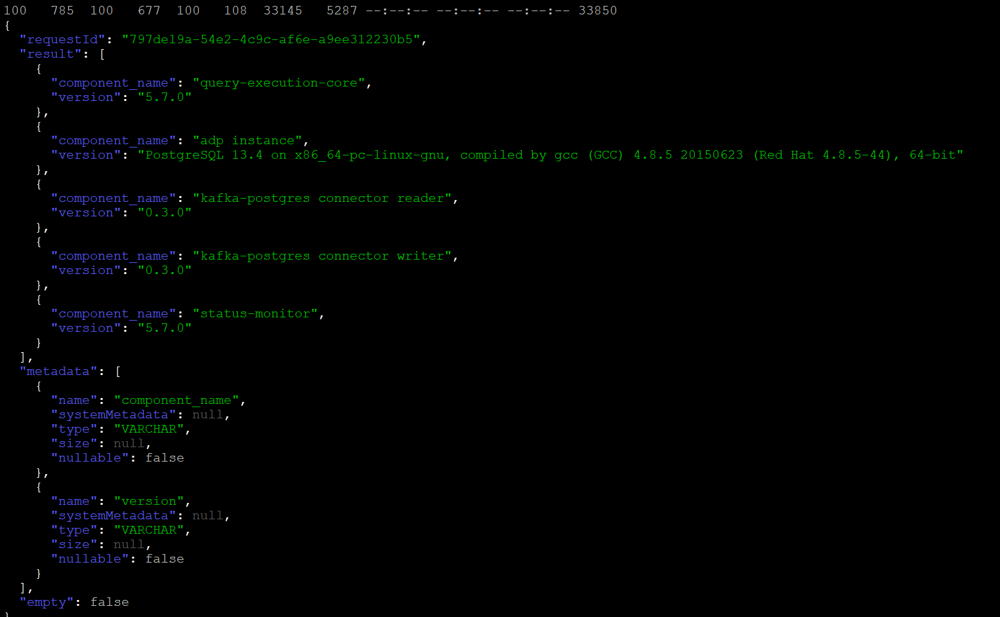 100   785  100   677  100   108  33145   5287 --:--:-- --:--:-- --:--:-- 33850
{
  "requestId": "797de19a-54e2-4c9c-af6e-a9ee312230b5",
  "result": [
    {
      "component_name": "query-execution-core",
      "version": "5.7.0"
    },
    {
      "component_name": "adp instance",
      "version": "PostgreSQL 13.4 on x86_64-pc-linux-gnu, compiled by gcc (GCC) 4.8.5 20150623 (Red Hat 4.8.5-44), 64-bit"
    },
    {
      "component_name": "kafka-postgres connector reader",
      "version": "0.3.0"
    },
    {
      "component_name": "kafka-postgres connector writer",
      "version": "0.3.0"
    },
    {
      "component_name": "status-monitor",
      "version": "5.7.0"
    }
  ],
  "metadata": [
    {
      "name": "component_name",
      "systemMetadata": null,
      "type": "VARCHAR",
      "size": null,
      "nullable": false
    },
    {
      "name": "version",
      "systemMetadata": null,
      "type": "VARCHAR",
      "size": null,
      "nullable": false
    }
  ],
  "empty": false
}